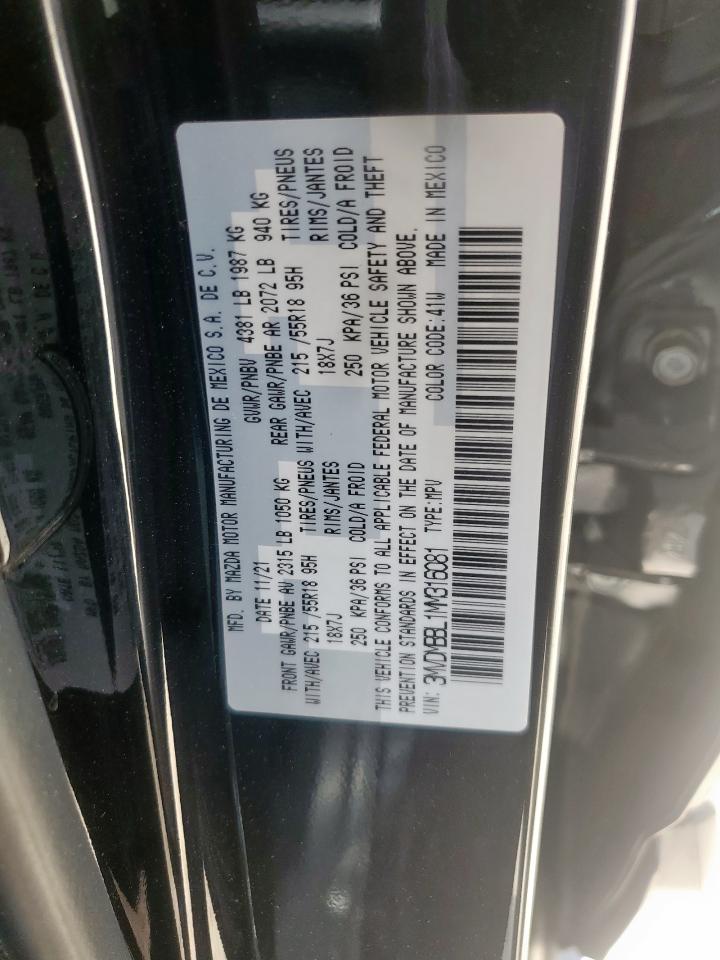 MFD. BY MAZDA MOTOR MANUFACTURING DE MEXICO S.A. DE C.V.
DATE 11/21 GVWR/PNBV 4381 LB 1987 KG
FRONT GAWR/PNBE AV 2315 LB 1050 KG REAR GAWR/PNBE AR 2072 LB 940 KG
WITH/AVEC 215 /55R18 95H TIRES/PNEUS WITH/AVEC 215 /55R18 95H TIRES/PNEUS
18X7J RIMS/JANTES 18X7J RIMS/JANTES
250 KPA/36 PSI COLD/A FROID 250 KPA/36 PSI COLD/A FROID
THIS VEHICLE CONFORMS TO ALL APPLICABLE FEDERAL MOTOR VEHICLE SAFETY AND THEFT
PREVENTION STANDARDS IN EFFECT ON THE DATE OF MANUFACTURE SHOWN ABOVE.
VIN: 3MVDMBBL1MM316081 TYPE:MPV COLOR CODE:41W MADE IN MEXICO